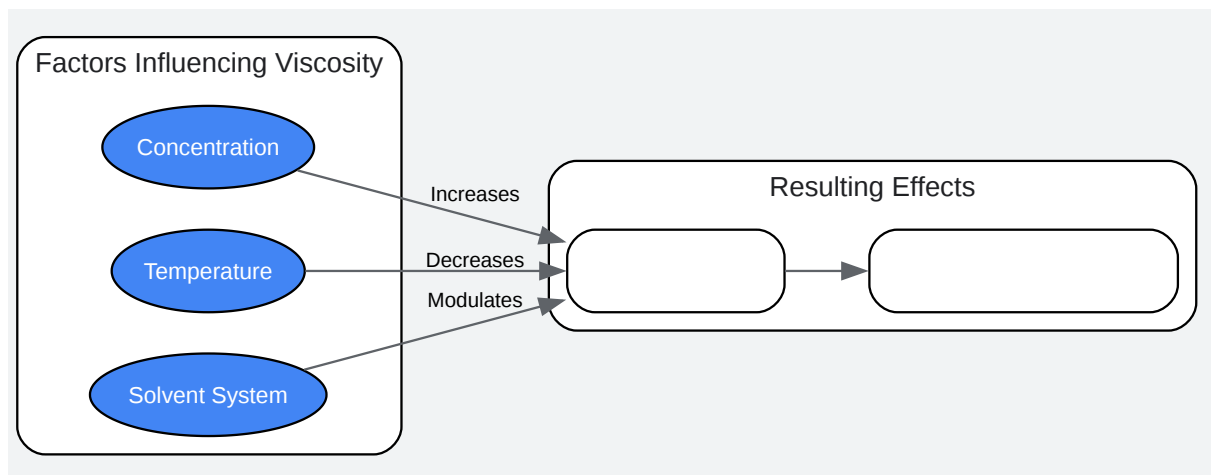 Factors Influencing Viscosity
Concentration
Temperature
Solvent System
Increases
Decreases
Modulates
Resulting Effects